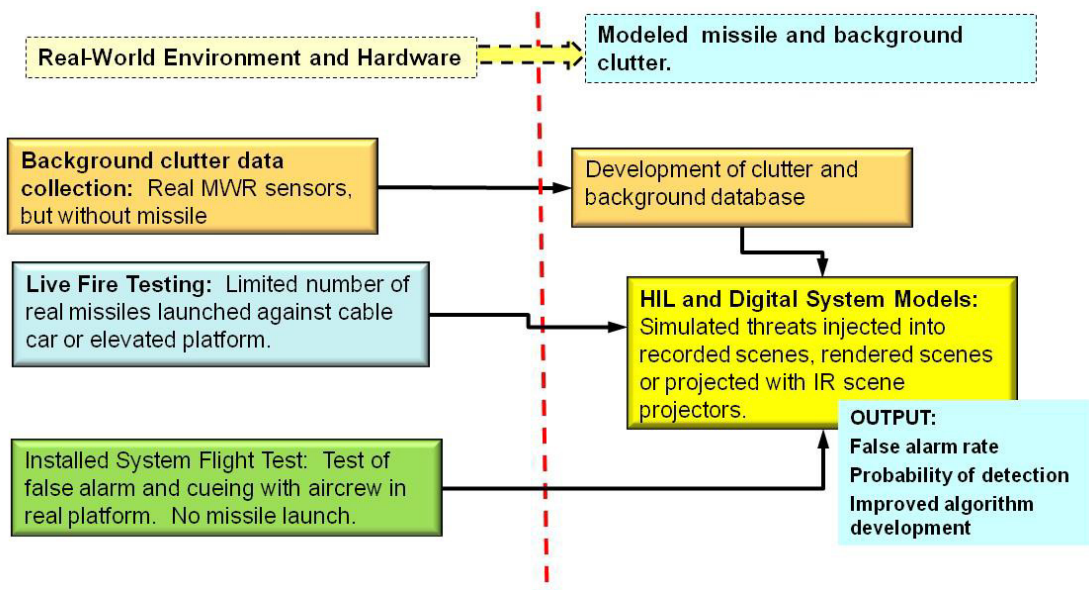 Real-World Environment and Hardware
Modeled missile and background
clutter.
Background clutter data
collection: Real MWR sensors,
but without missile
Development of clutter and
background database
Live Fire Testing: Limited number of
real missiles launched against cable
car or elevated platform.
HIL and Digital System Models:
Simulated threats injected into
recorded scenes, rendered scenes
or projected with IR scene
projectors.
Installed System Flight Test: Test of
false alarm and cueing with aircrew in
real platform. No missile launch.
OUTPUT:
False alarm rate
Probability of detection
Improved algorithm
development